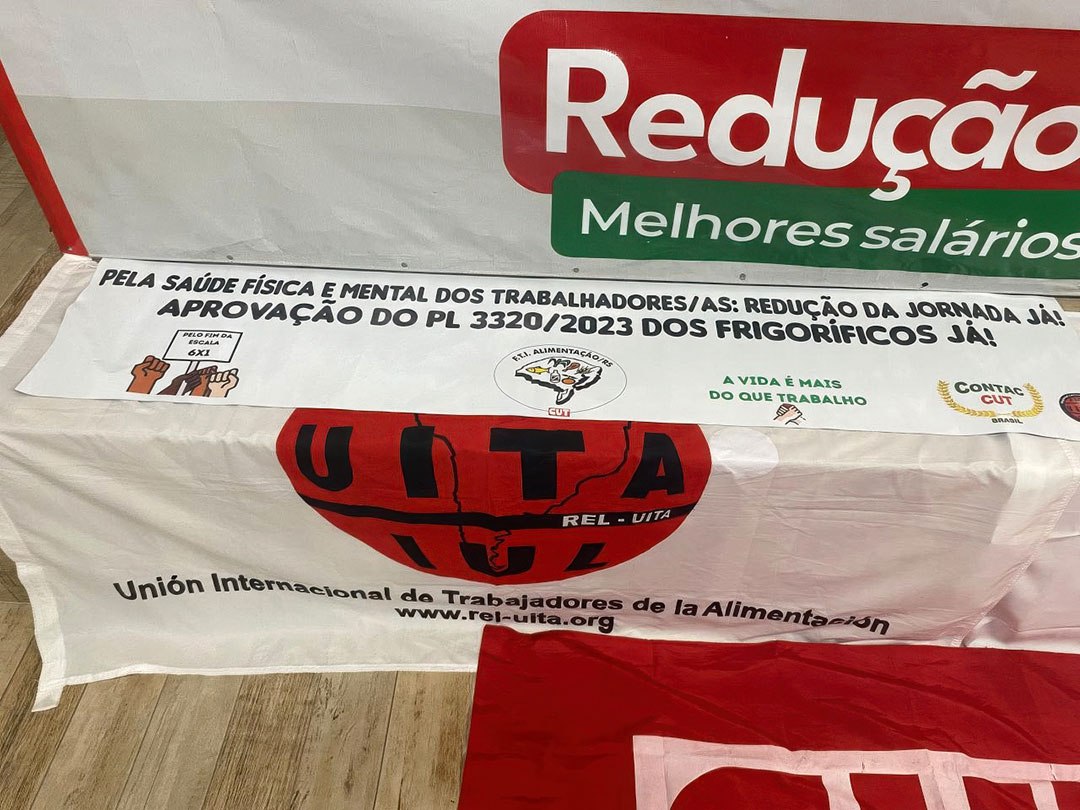 Redução
Melhores salários
PELA SAÚDE FÍSICA E MENTAL DOS TRABALHADORES/AS: REDUÇÃO DA JORNADA JÁ!
APROVAÇÃO DO PL 3320/2023 DOS FRIGORÍFICOS JÁ!
PELO FIM DA
ESCALA
6X1
F.T.I. ALIMENTAÇÃO/RS
CUT
A VIDA É MAIS
DO QUE TRABALHO
CONTAC
CUT
BRASIL
UITA
REL - UITA
IUL
Unión Internacional de Trabajadores de la Alimentación
www.rel-uita.org